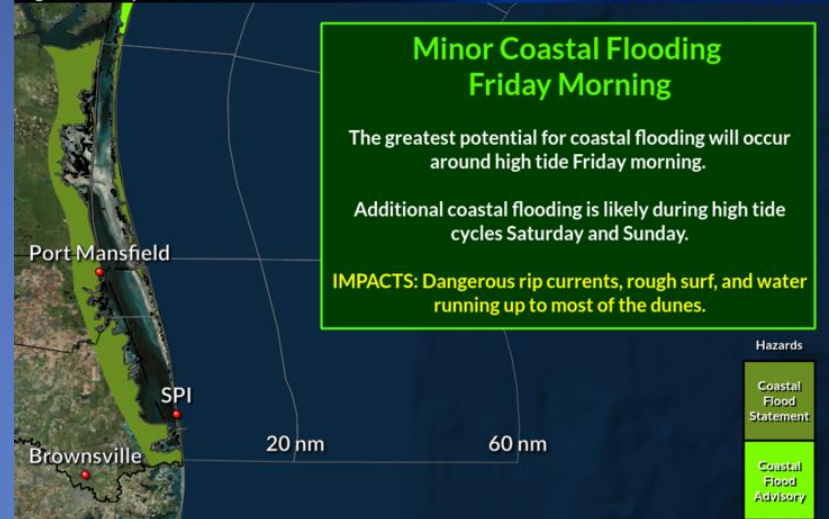 Minor Coastal Flooding
Friday Morning
The greatest potential for coastal flooding will occur
around high tide Friday morning.
Additional coastal flooding is likely during high tide
cycles Saturday and Sunday.
IMPACTS: Dangerous rip currents, rough surf, and water
running up to most of the dunes.
Port Mansfield
SPI
Brownsville
20 nm
60 nm
Hazards
Coastal
Flood
Statement
Coastal
Flood
Advisory